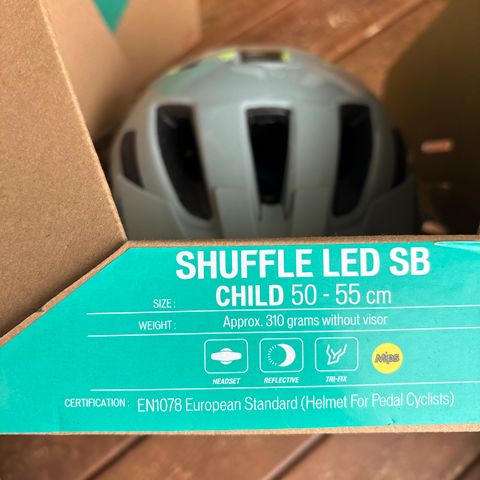 SHUFFLE LED SB
SIZE : CHILD 50 - 55 cm
WEIGHT : Approx. 310 grams without visor
HEADSET REFLECTIVE TRI-FIX Mips
CERTIFICATION : EN1078 European Standard (Helmet For Pedal Cyclists)